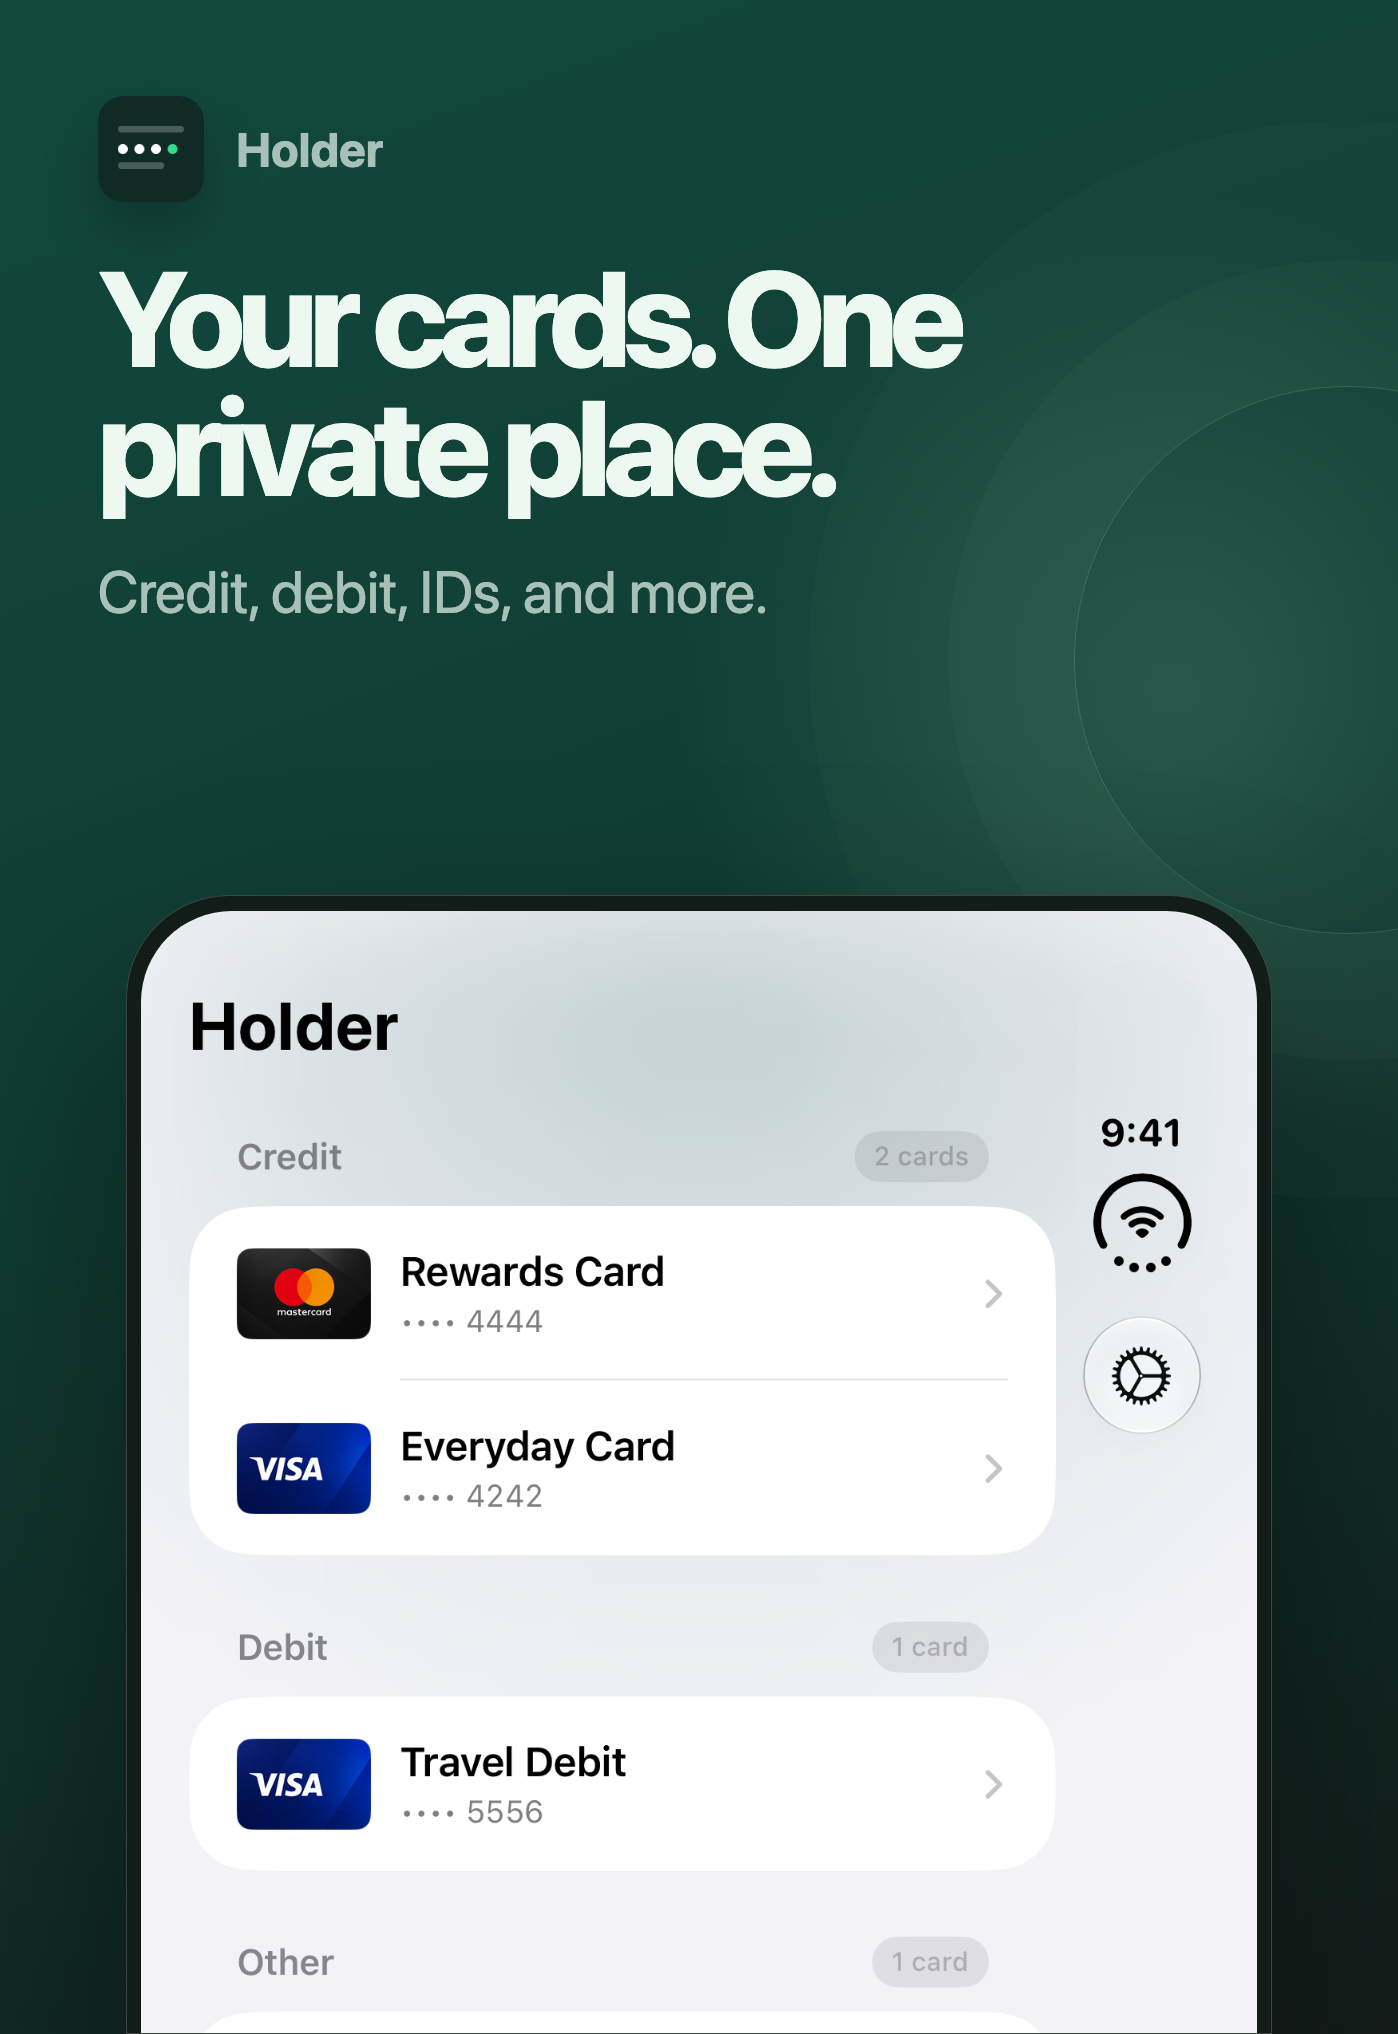 Holder
Your cards. One
private place.
Credit, debit, IDs, and more.
Holder
9:41
Credit
2 cards
mastercard
Rewards Card
•••• 4444
VISA
Everyday Card
•••• 4242
Debit
1 card
VISA
Travel Debit
•••• 5556
Other
1 card